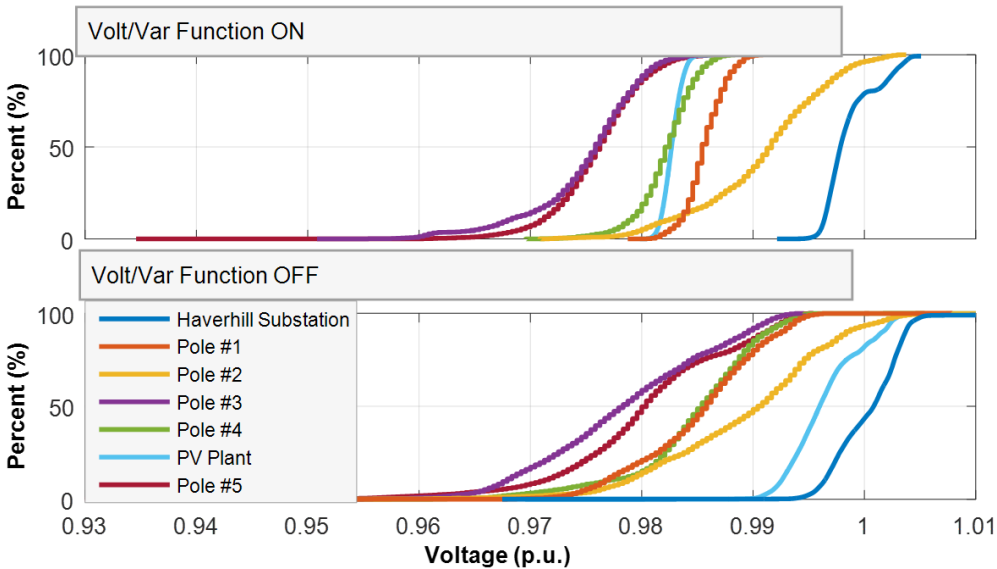 Volt/Var Function ON
100
50
0
Percent (%)
Volt/Var Function OFF
100
50
0
Percent (%)
Haverhill Substation
Pole #1
Pole #2
Pole #3
Pole #4
PV Plant
Pole #5
0.93 0.94 0.95 0.96 0.97 0.98 0.99 1 1.01
Voltage (p.u.)